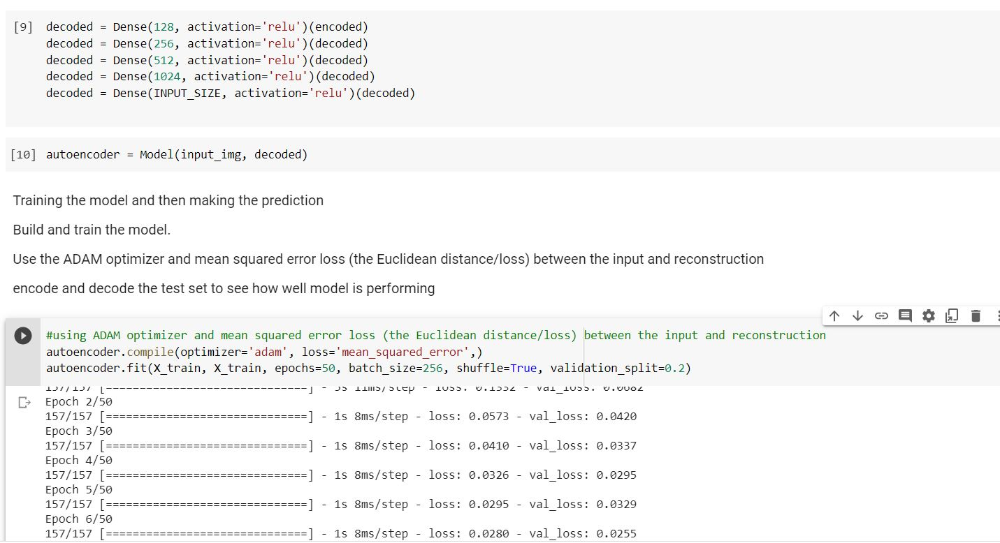 [9] decoded = Dense(128, activation='relu')(encoded)
decoded = Dense(256, activation='relu')(decoded)
decoded = Dense(512, activation='relu')(decoded)
decoded = Dense(1024, activation='relu')(decoded)
decoded = Dense(INPUT_SIZE, activation='relu')(decoded)
[10] autoencoder = Model(input_img, decoded)
Training the model and then making the prediction
Build and train the model.
Use the ADAM optimizer and mean squared error loss (the Euclidean distance/loss) between the input and reconstruction
encode and decode the test set to see how well model is performing
#using ADAM optimizer and mean squared error loss (the Euclidean distance/loss) between the input and reconstruction
autoencoder.compile(optimizer='adam', loss='mean_squared_error',)
autoencoder.fit(X_train, X_train, epochs=50, batch_size=256, shuffle=True, validation_split=0.2)
157/157 [==============================] - 5s 11ms/step - loss: 0.1332 - val_loss: 0.0682
Epoch 2/50
157/157 [==============================] - 1s 8ms/step - loss: 0.0573 - val_loss: 0.0420
Epoch 3/50
157/157 [==============================] - 1s 8ms/step - loss: 0.0410 - val_loss: 0.0337
Epoch 4/50
157/157 [==============================] - 1s 8ms/step - loss: 0.0326 - val_loss: 0.0295
Epoch 5/50
157/157 [==============================] - 1s 8ms/step - loss: 0.0295 - val_loss: 0.0329
Epoch 6/50
157/157 [==============================] - 1s 8ms/step - loss: 0.0280 - val_loss: 0.0255